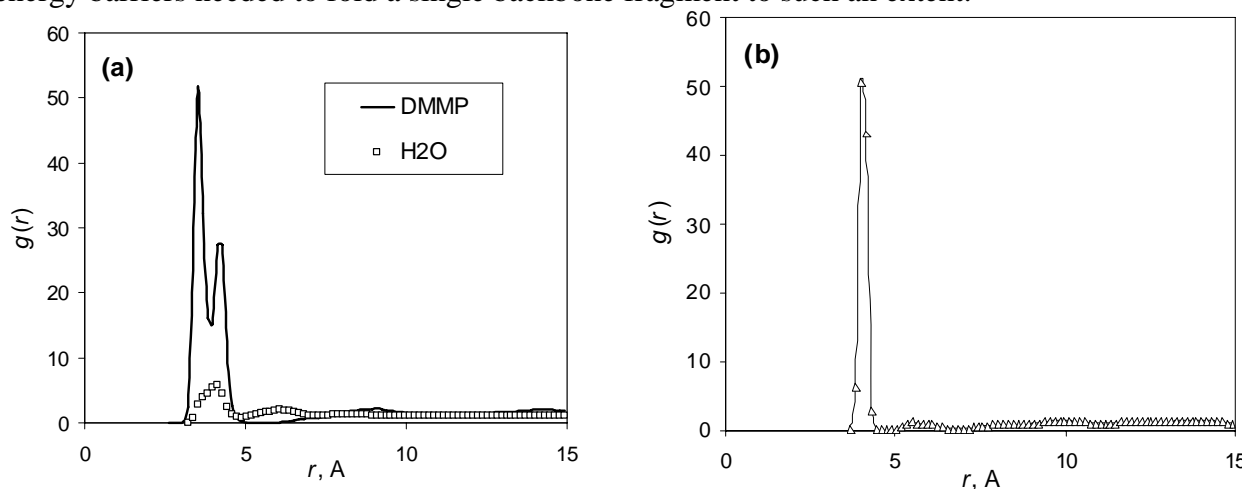 energy barriers needed to fold a single backbone fragment to such an extent.
(a)
DMMP
H2O
60
50
40
30
20
10
0
g(r)
0 5 10 15
r, A
(b)
60
50
40
30
20
10
0
g(r)
0 5 10 15
r, A